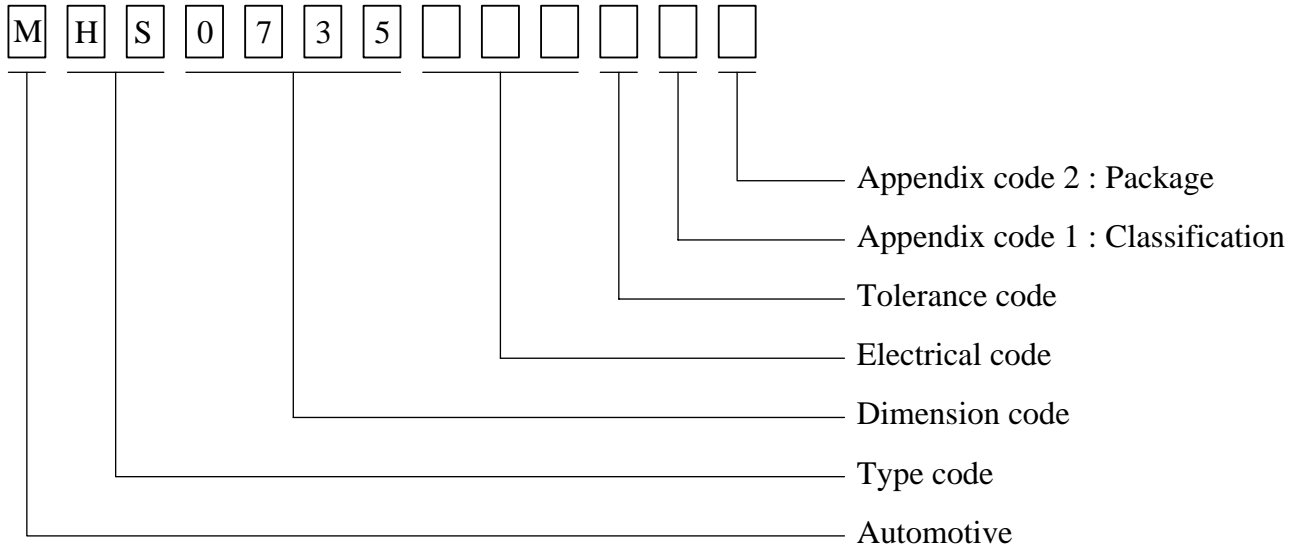 M H S 0 7 3 5
Appendix code 2 : Package
Appendix code 1 : Classification
Tolerance code
Electrical code
Dimension code
Type code
Automotive